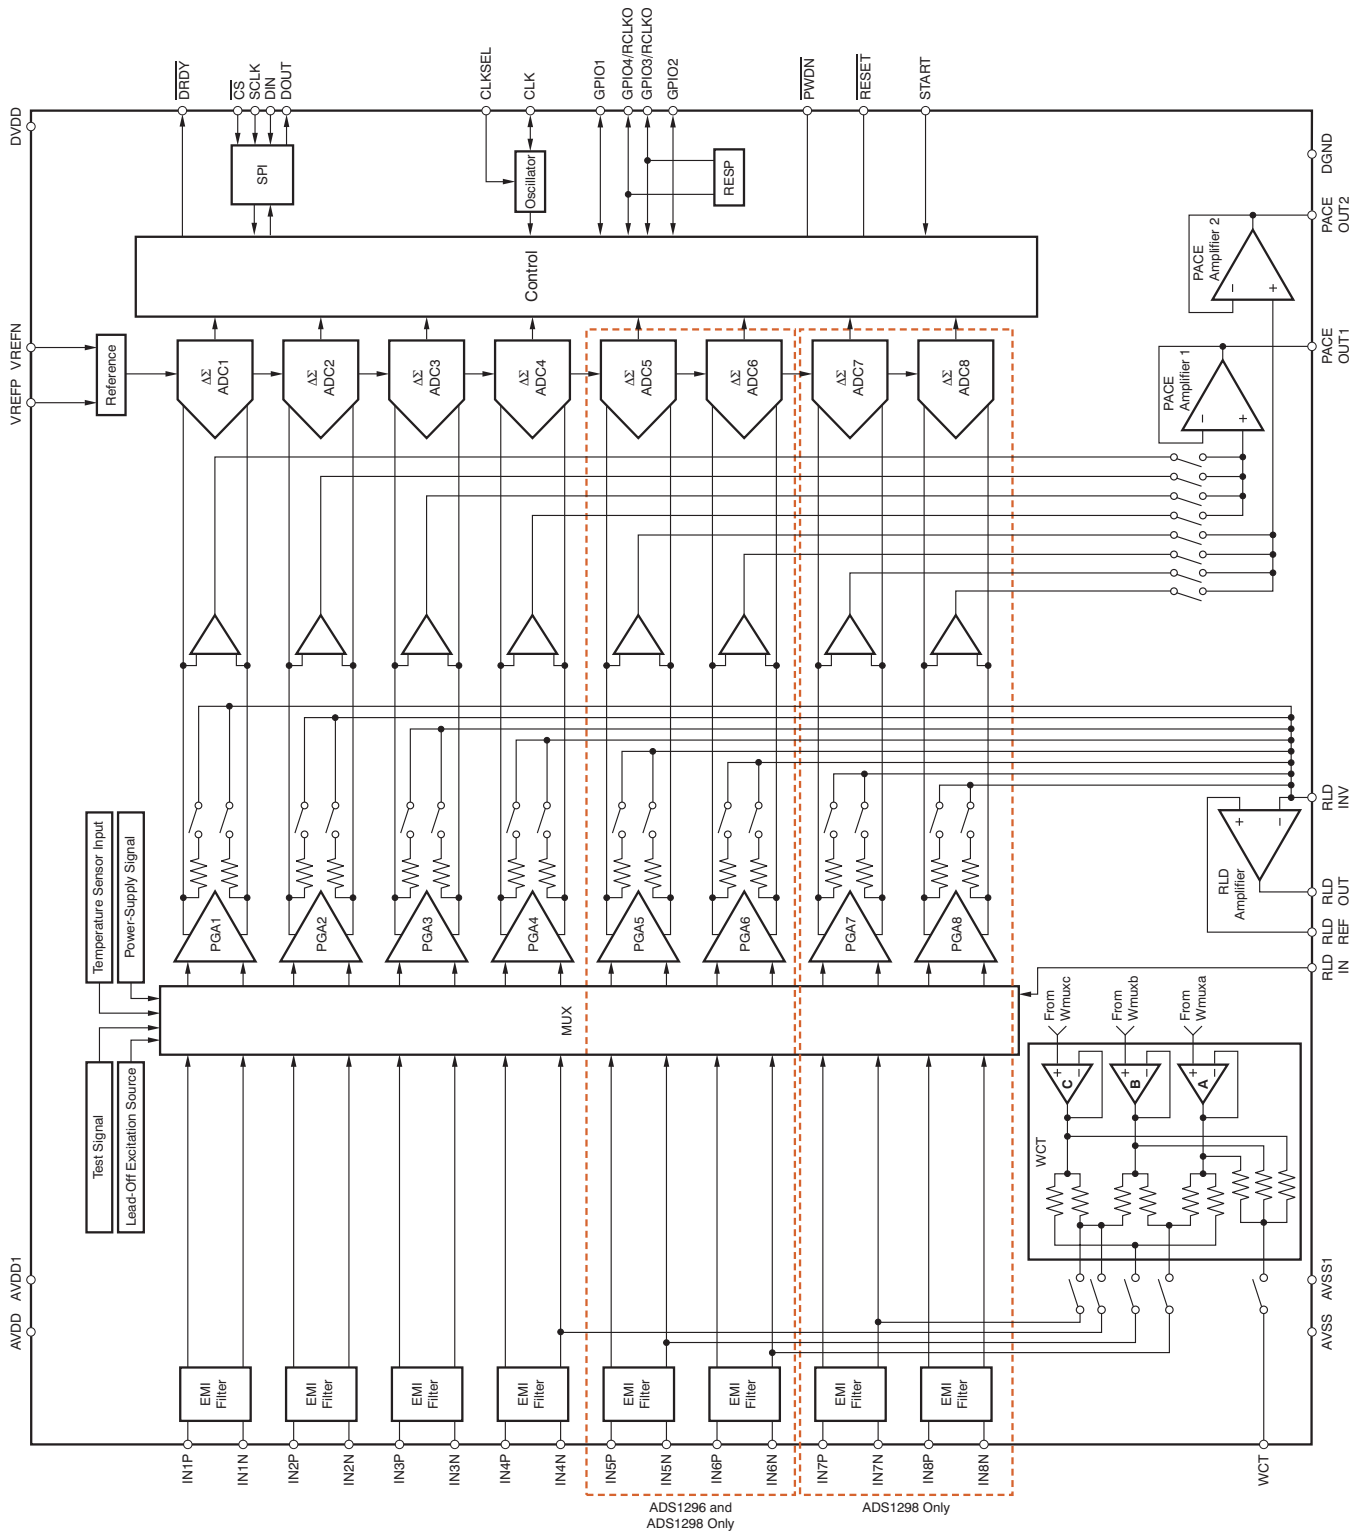 DRDY
CS
SCLK
DIN
DOUT
CLKSEL
CLK
GPIO1
GPIO4/RCLKO
GPIO3/RCLKO
GPIO2
PWDN
RESET
START
DVDD
DGND
SPI
Oscillator
RESP
Control
VREFP
VREFN
Reference
ΔΣ
ADC1
ΔΣ
ADC2
ΔΣ
ADC3
ΔΣ
ADC4
ΔΣ
ADC5
ΔΣ
ADC6
ΔΣ
ADC7
ΔΣ
ADC8
PACE
Amplifier 2
−
+
PACE
OUT2
PACE
Amplifier 1
−
+
PACE
OUT1
Temperature Sensor Input
Power-Supply Signal
PGA1
PGA2
PGA3
PGA4
PGA5
PGA6
PGA7
PGA8
RLD
Amplifier
+
−
RLD
INV
RLD
OUT
RLD
REF
RLD
IN
MUX
Test Signal
Lead-Off Excitation Source
From
Wmuxc
From
Wmuxb
From
Wmuxa
+
−
C
+
−
B
+
−
A
WCT
AVDD1
AVDD
AVSS1
AVSS
EMI
Filter
EMI
Filter
EMI
Filter
EMI
Filter
EMI
Filter
EMI
Filter
EMI
Filter
EMI
Filter
IN1P
IN1N
IN2P
IN2N
IN3P
IN3N
IN4P
IN4N
IN5P
IN5N
IN6P
IN6N
IN7P
IN7N
IN8P
IN8N
WCT
ADS1296 and
ADS1298 Only
ADS1298 Only